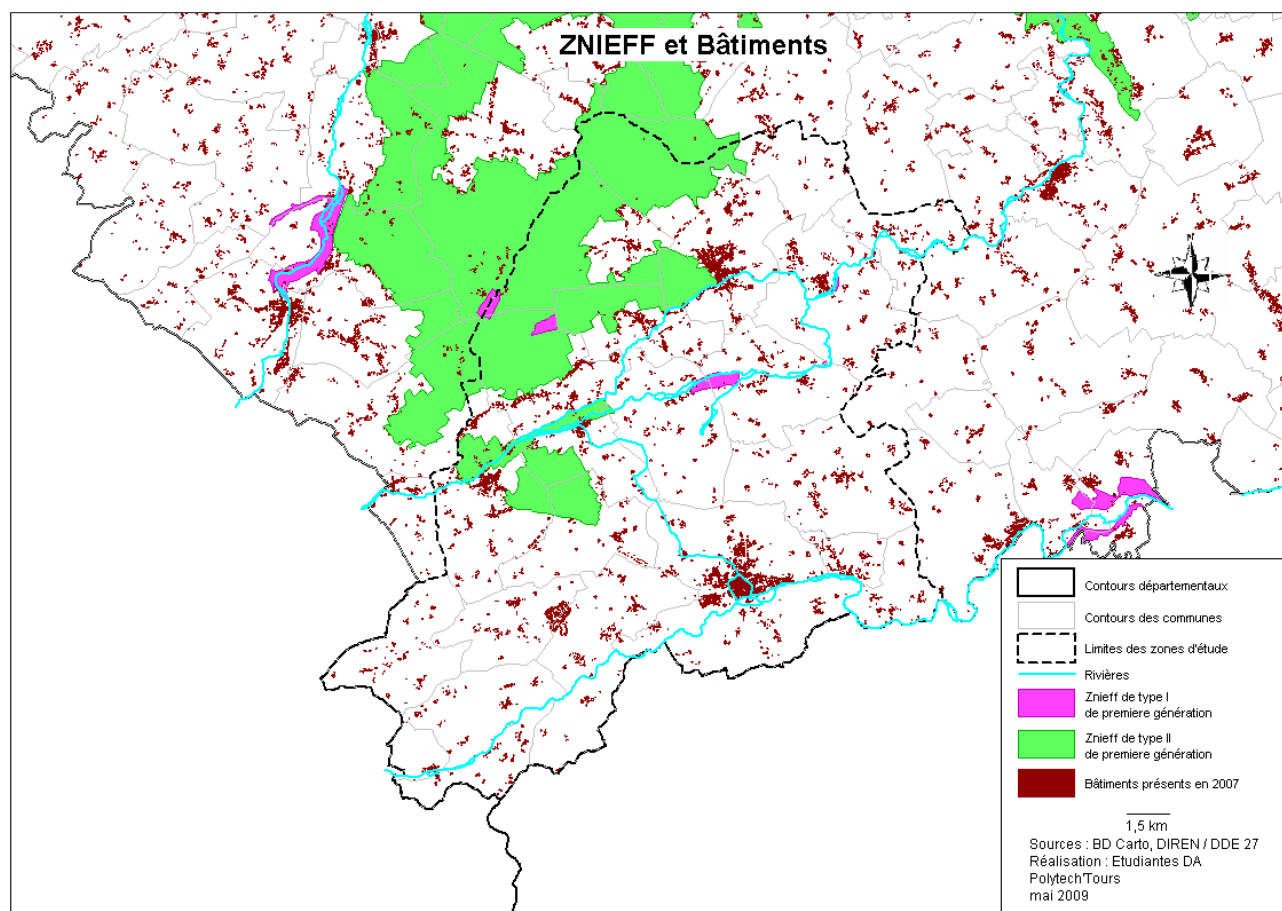 ZNIEFF et Bâtiments
Contours départementaux
Contours des communes
Limites des zones d'étude
Rivières
Znieff de type I
de premiere génération
Znieff de type II
de premiere génération
Bâtiments présents en 2007
1,5 km
Sources : BD Carto, DIREN / DDE 27
Réalisation : Etudiantes DA
Polytech'Tours
mai 2009